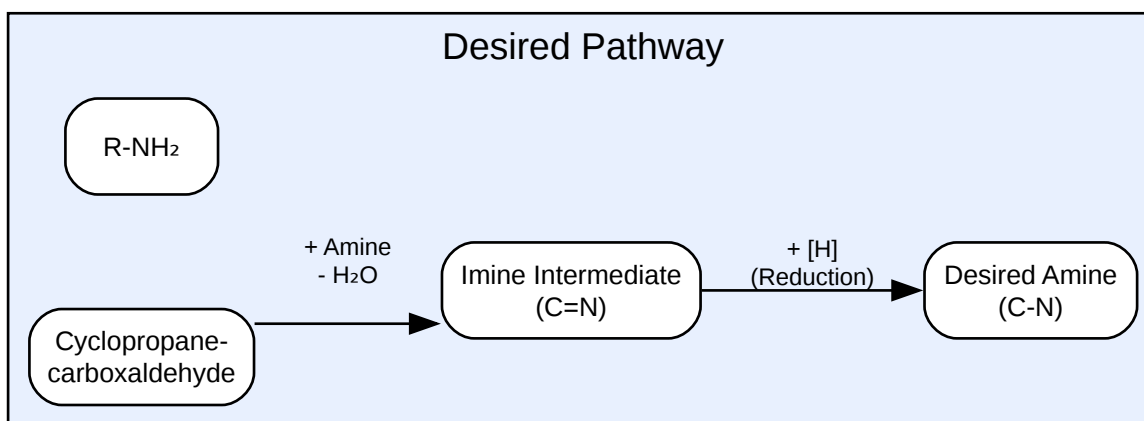 Desired Pathway
R-NH₂
+ Amine
- H₂O
Imine Intermediate
(C=N)
+ [H]
(Reduction)
Desired Amine
(C-N)
Cyclopropane-
carboxaldehyde